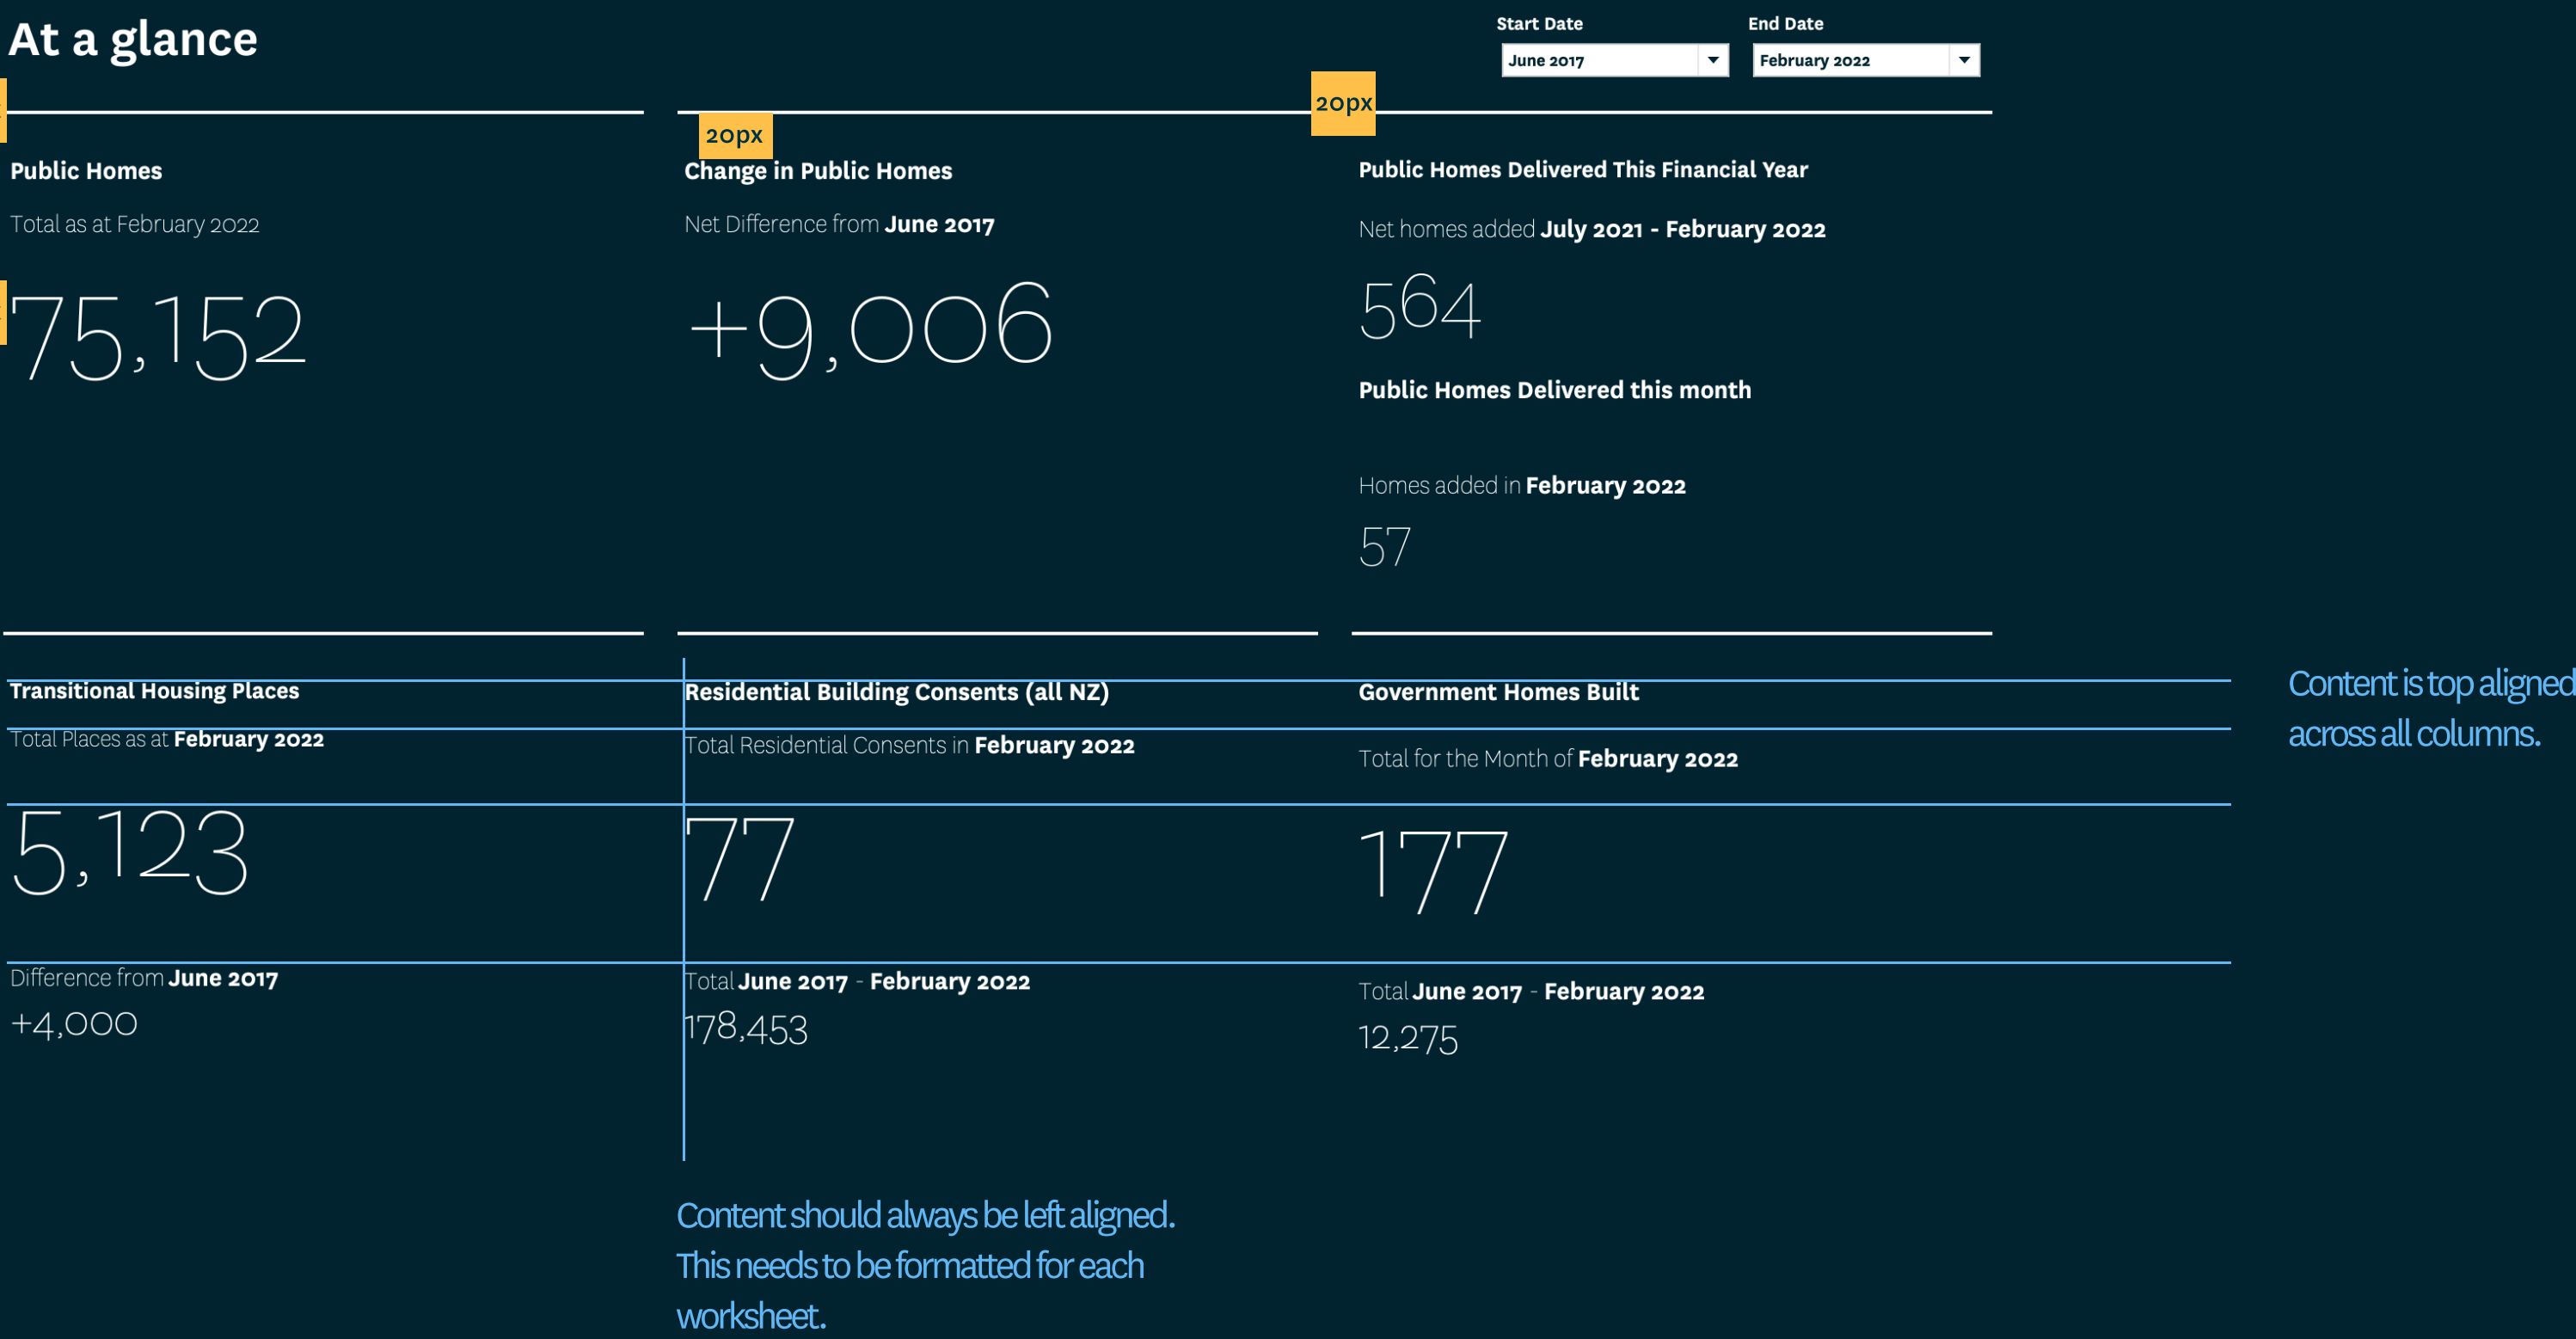 At a glance
Start Date
End Date
June 2017
February 2022
20px
20px
Public Homes
Total as at February 2022
75,152
Change in Public Homes
Net Difference from June 2017
+9,006
Public Homes Delivered This Financial Year
Net homes added July 2021 - February 2022
564
Public Homes Delivered this month
Homes added in February 2022
57
Transitional Housing Places
Total Places as at February 2022
5,123
Difference from June 2017
+4,000
Residential Building Consents (all NZ)
Total Residential Consents in February 2022
77
Total June 2017 - February 2022
178,453
Government Homes Built
Total for the Month of February 2022
177
Total June 2017 - February 2022
12,275
Content is top aligned
across all columns.
Content should always be left aligned.
This needs to be formatted for each
worksheet.